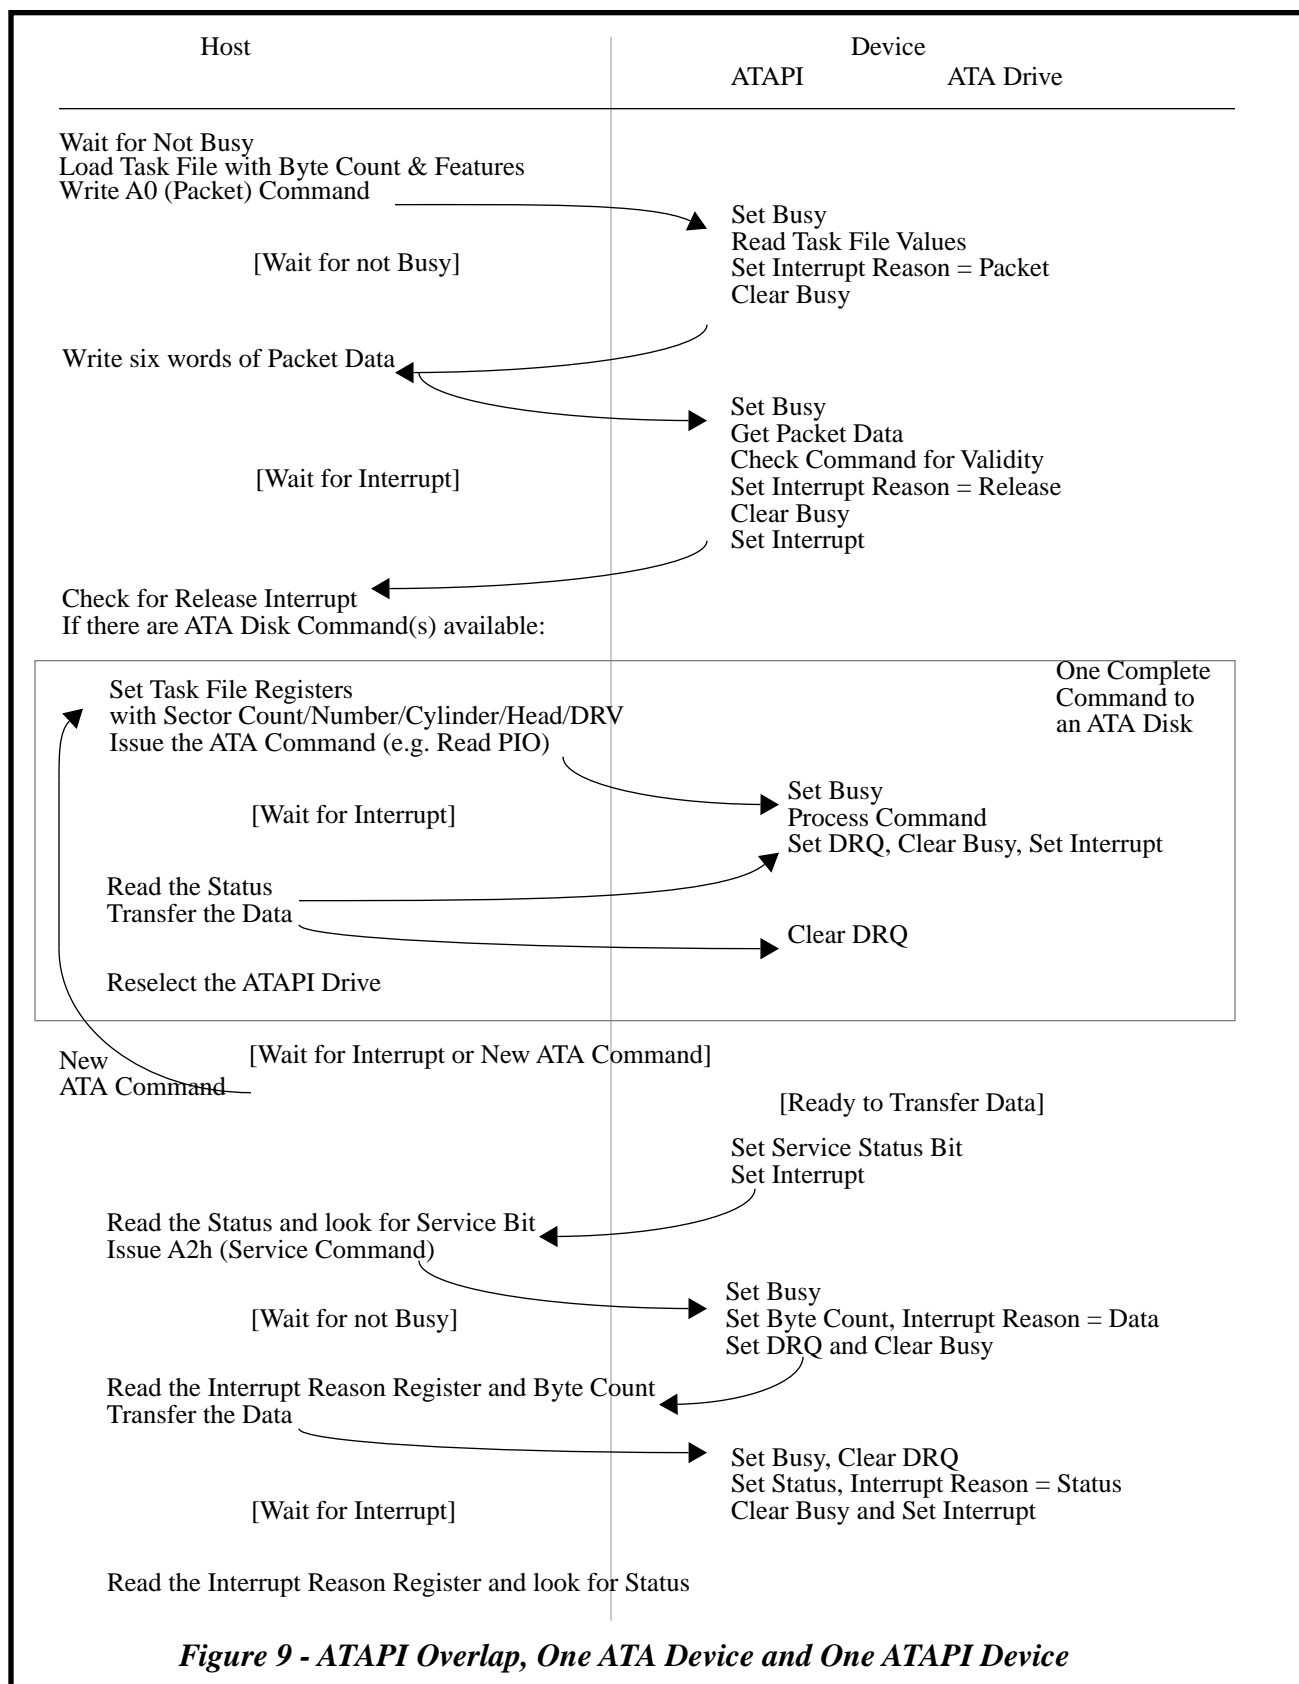 Host
Device
ATAPI
ATA Drive
Wait for Not Busy
Load Task File with Byte Count & Features
Write A0 (Packet) Command
Set Busy
Read Task File Values
Set Interrupt Reason = Packet
Clear Busy
[Wait for not Busy]
Write six words of Packet Data
Set Busy
Get Packet Data
Check Command for Validity
Set Interrupt Reason = Release
Clear Busy
Set Interrupt
[Wait for Interrupt]
Check for Release Interrupt
If there are ATA Disk Command(s) available:
One Complete
Command to
an ATA Disk
Set Task File Registers
with Sector Count/Number/Cylinder/Head/DRV
Issue the ATA Command (e.g. Read PIO)
[Wait for Interrupt]
Set Busy
Process Command
Set DRQ, Clear Busy, Set Interrupt
Read the Status
Transfer the Data
Clear DRQ
Reselect the ATAPI Drive
[Wait for Interrupt or New ATA Command]
New
ATA Command
[Ready to Transfer Data]
Set Service Status Bit
Set Interrupt
Read the Status and look for Service Bit
Issue A2h (Service Command)
Set Busy
Set Byte Count, Interrupt Reason = Data
Set DRQ and Clear Busy
[Wait for not Busy]
Read the Interrupt Reason Register and Byte Count
Transfer the Data
Set Busy, Clear DRQ
Set Status, Interrupt Reason = Status
Clear Busy and Set Interrupt
[Wait for Interrupt]
Read the Interrupt Reason Register and look for Status
Figure 9 - ATAPI Overlap, One ATA Device and One ATAPI Device